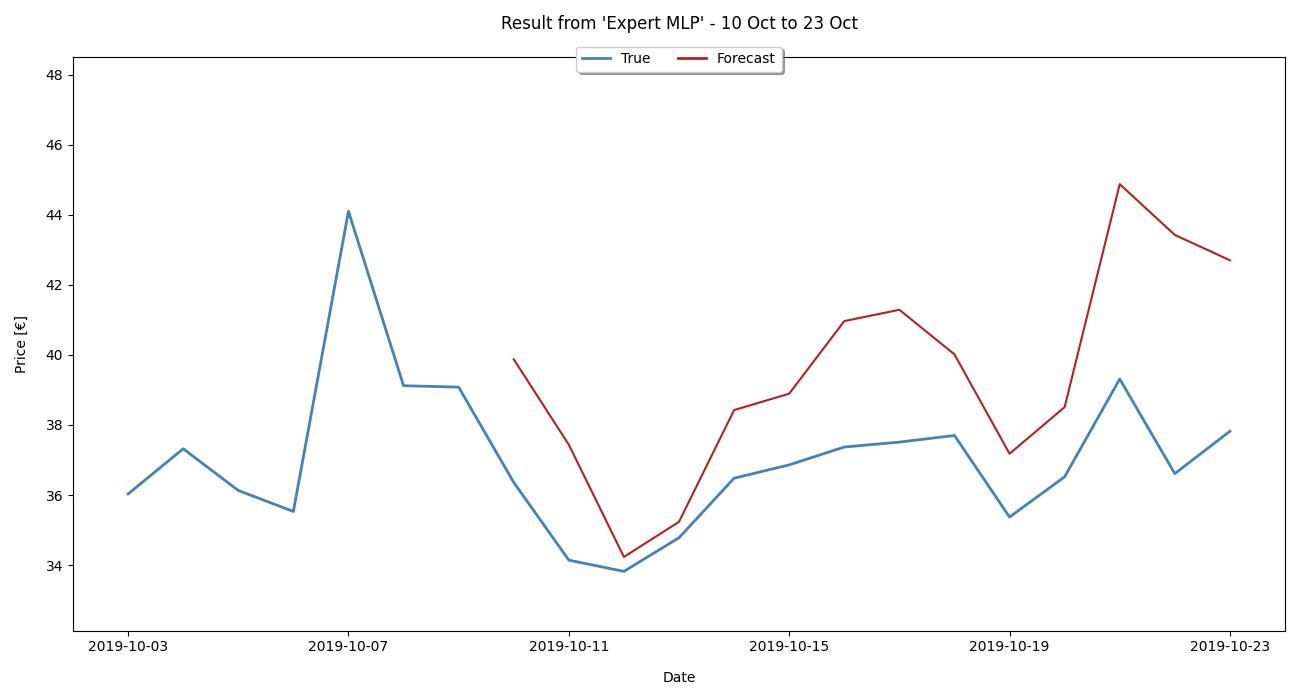 Result from 'Expert MLP' - 10 Oct to 23 Oct
True Forecast
48
46
44
42
40
38
36
34
Price [€]
2019-10-03 2019-10-07 2019-10-11 2019-10-15 2019-10-19 2019-10-23
Date